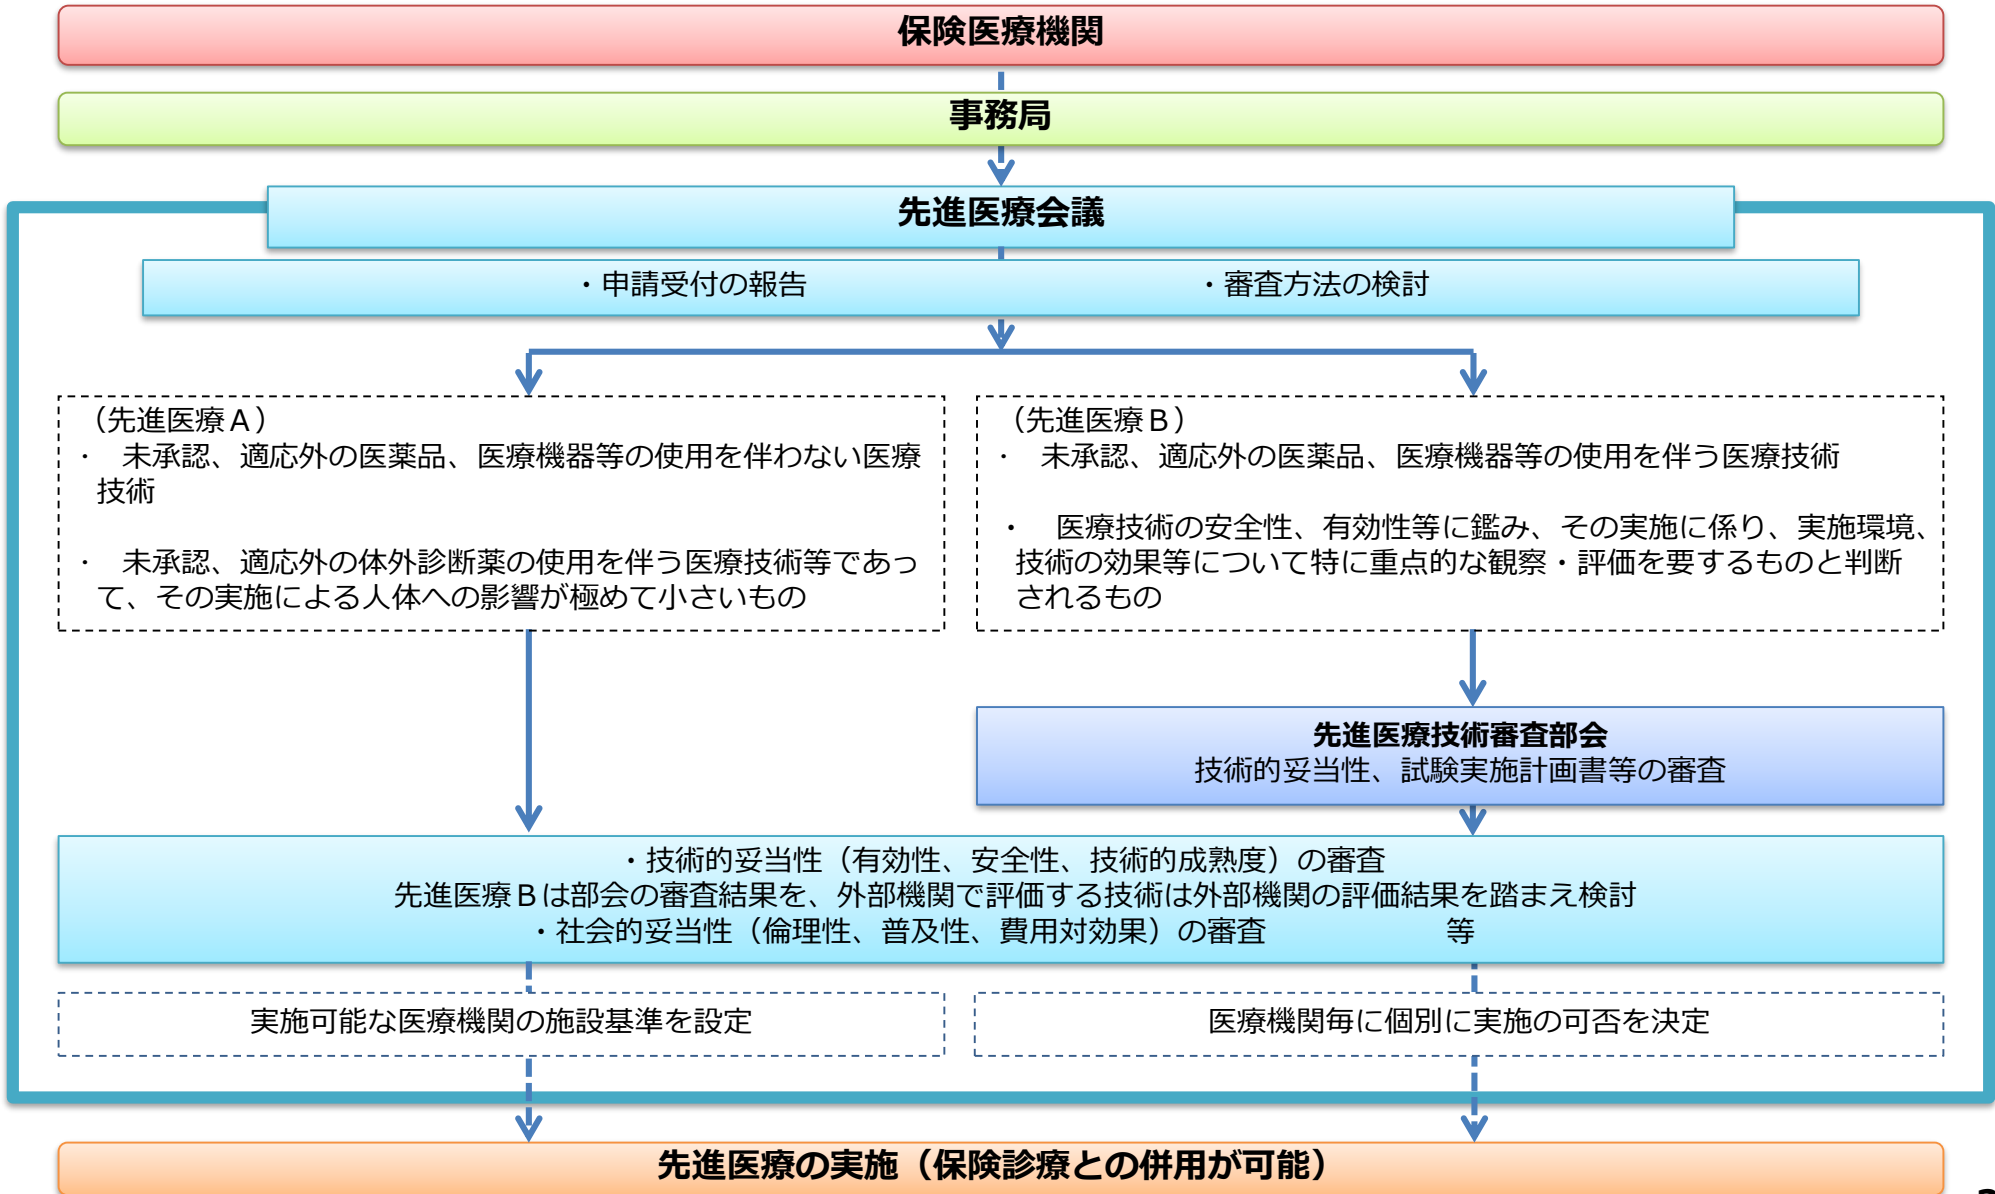 保険医療機関
事務局
先進医療会議
・申請受付の報告　・審査方法の検討
（先進医療Ａ）
・　未承認、適応外の医薬品、医療機器等の使用を伴わない医療
技術
・　未承認、適応外の体外診断薬の使用を伴う医療技術等であっ
て、その実施による人体への影響が極めて小さいもの
（先進医療Ｂ）
・　未承認、適応外の医薬品、医療機器等の使用を伴う医療技術
・　医療技術の安全性、有効性等に鑑み、その実施に係り、実施環境、
技術の効果等について特に重点的な観察・評価を要するものと判断
されるもの
先進医療技術審査部会
技術的妥当性、試験実施計画書等の審査
・技術的妥当性（有効性、安全性、技術的成熟度）の審査
先進医療Ｂは部会の審査結果を、外部機関で評価する技術は外部機関の評価結果を踏まえ検討
・社会的妥当性（倫理性、普及性、費用対効果）の審査　等
実施可能な医療機関の施設基準を設定
医療機関毎に個別に実施の可否を決定
先進医療の実施（保険診療との併用が可能）